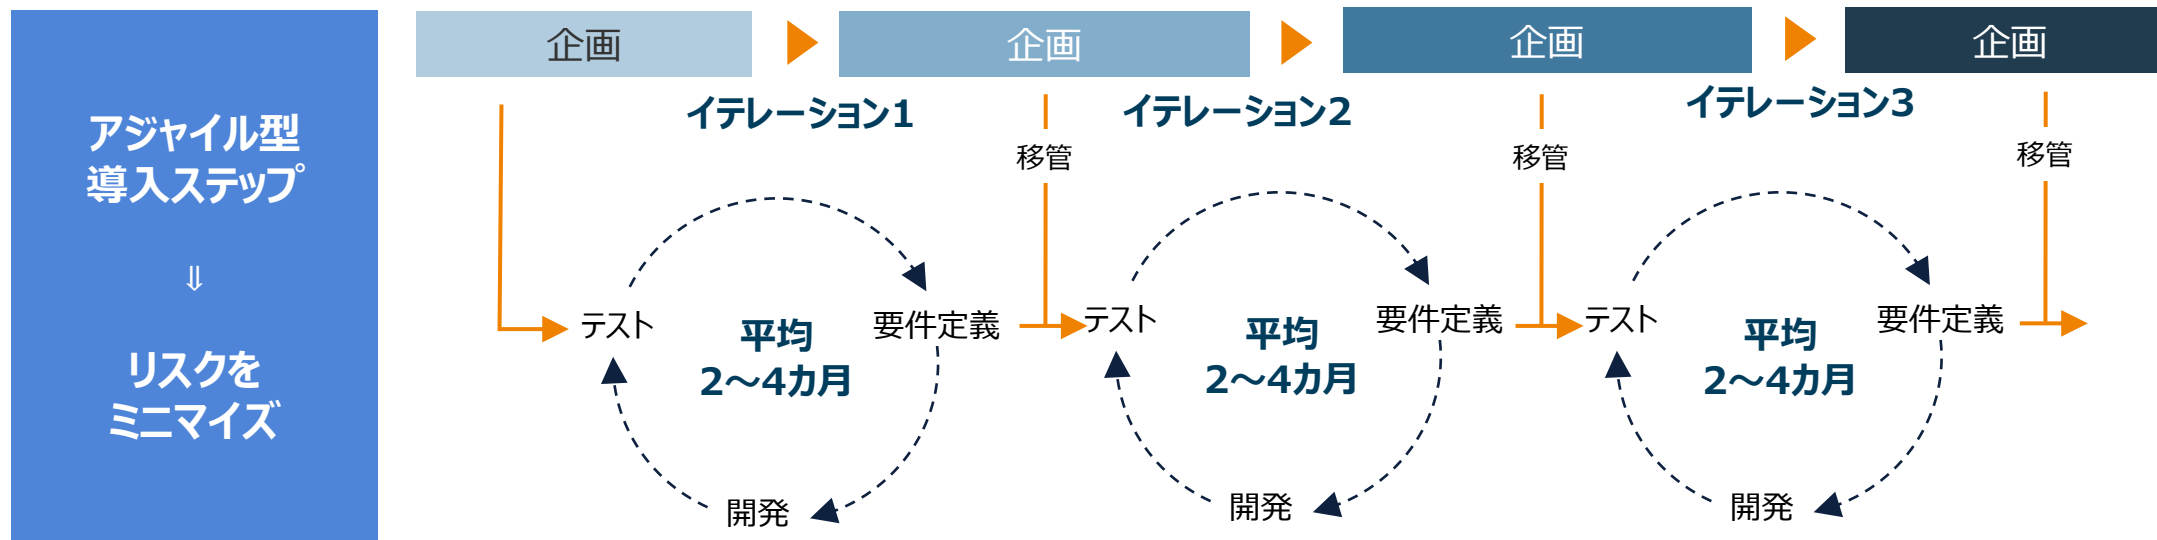 アジャイル型
導入ステップ
⇓
リスクを
ミニマイズ
企画
企画
企画
企画
イテレーション1
イテレーション2
イテレーション3
移管
移管
移管
テスト
平均
2～4カ月
要件定義
開発
テスト
平均
2～4カ月
要件定義
開発
テスト
平均
2～4カ月
要件定義
開発